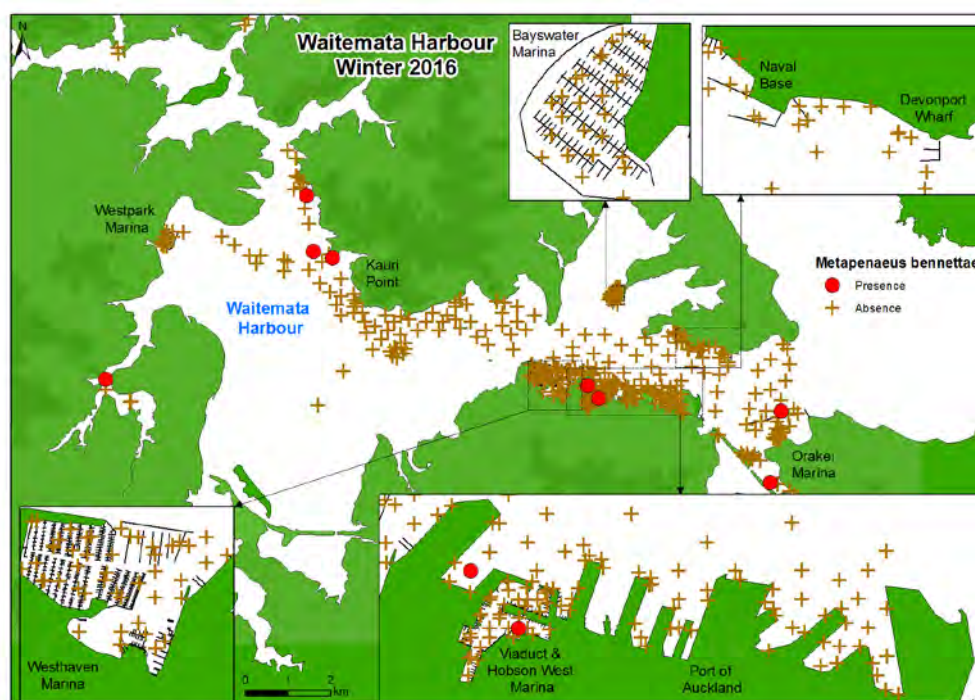 N
Waitemata Harbour
Winter 2016
Bayswater
Marina
Naval
Base
Devonport
Wharf
Westpark
Marina
Kauri
Point
Metapenaeus bennettae
Presence
Absence
Waitemata
Harbour
Orakei
Marina
Westhaven
Marina
0 1 2
km
Viaduct &
Hobson West
Marina
Port of
Auckland